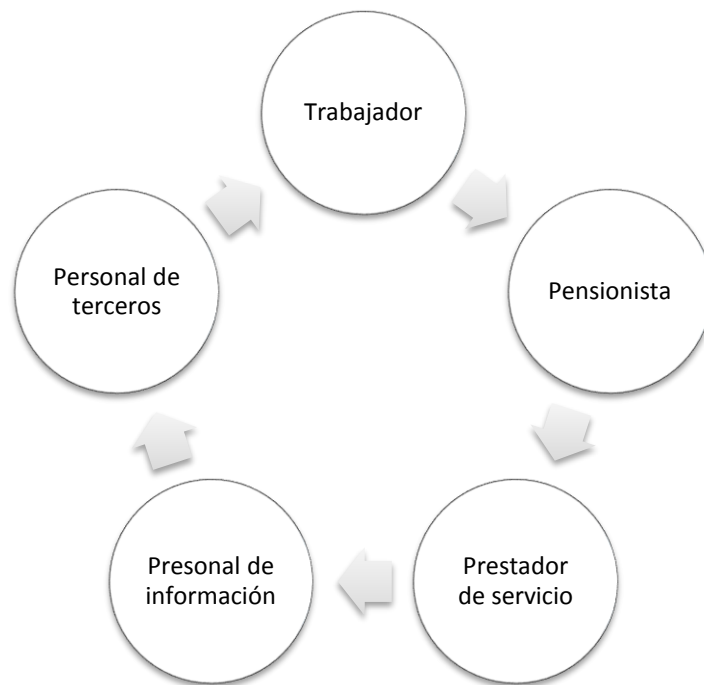 Trabajador
Pensionista
Prestador
de servicio
Presonal de
información
Personal de
terceros